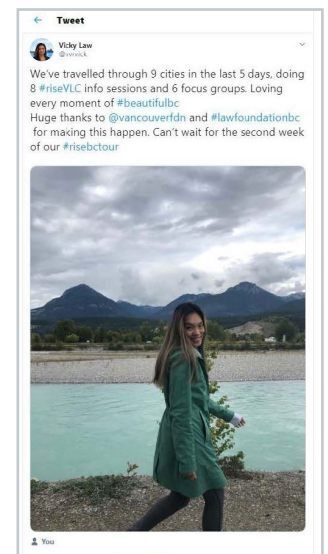 ← Tweet
Vicky Law
We've travelled through 9 cities in the last 5 days, doing
8 #riseVLC info sessions and 6 focus groups. Loving
every moment of #beautifulbc
Huge thanks to @vancouverfdn and #lawfoundationbc
for making this happen. Can't wait for the second week
of our #risebctour
You